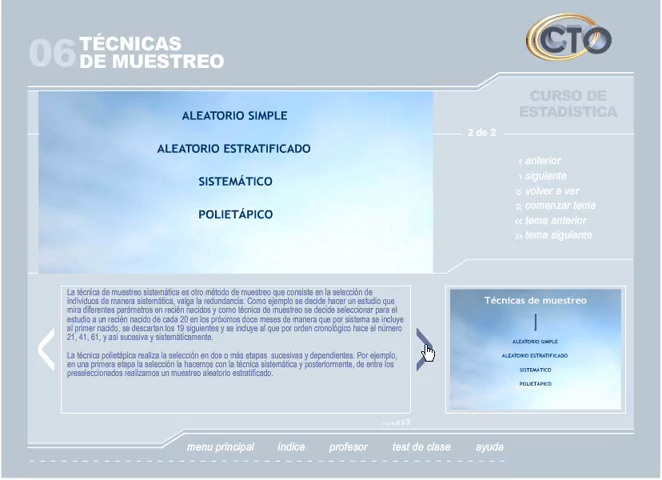 06 TÉCNICAS
DE MUESTREO
CTO
CURSO DE
ESTADÍSTICA
ALEATORIO SIMPLE
ALEATORIO ESTRATIFICADO
SISTEMÁTICO
POLIETÁPICO
2 de 2
‹ anterior
› siguiente
volver a ver
comenzar tema
‹‹ tema anterior
›› tema siguiente
La técnica de muestreo sistemática es otro método de muestreo que consiste en la selección de
individuos de manera sistemática, valga la redundancia. Como ejemplo se decide hacer un estudio que
mira diferentes parámetros en recién nacidos y como técnica de muestreo se decide seleccionar para el
estudio a un recién nacido de cada 20 en los próximos doce meses de manera que por sistema se incluye
al primer nacido, se descartan los 19 siguientes y se incluye al que por orden cronológico hace el número
21, 41, 61, y así sucesiva y sistemáticamente.
La técnica polietápica realiza la selección en dos o más etapas sucesivas y dependientes. Por ejemplo,
en una primera etapa la selección la hacemos con la técnica sistemática y posteriormente, de entre los
preseleccionados realizamos un muestreo aleatorio estratificado.
Técnicas de muestreo
ALEATORIO SIMPLE
ALEATORIO ESTRATIFICADO
SISTEMÁTICO
POLIETÁPICO
menu principal índice profesor test de clase ayuda